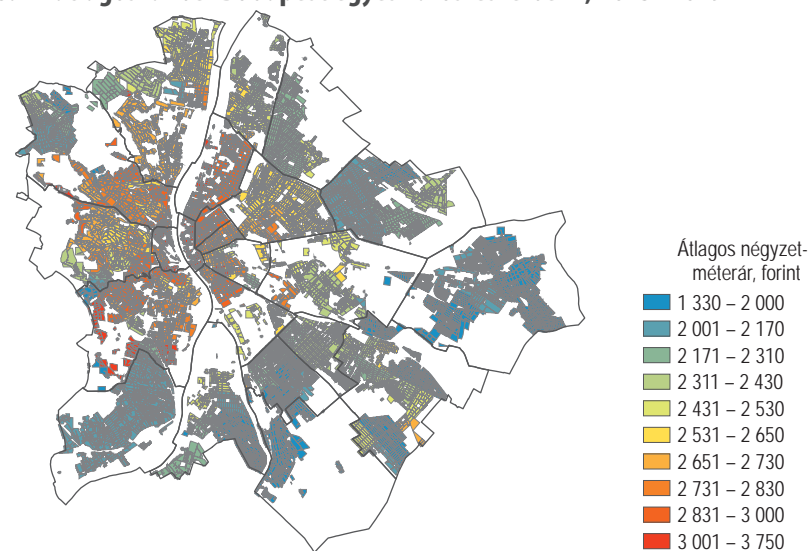 Átlagos négyzet-
méterár, forint
1 330 – 2 000
2 001 – 2 170
2 171 – 2 310
2 311 – 2 430
2 431 – 2 530
2 531 – 2 650
2 651 – 2 730
2 731 – 2 830
2 831 – 3 000
3 001 – 3 750